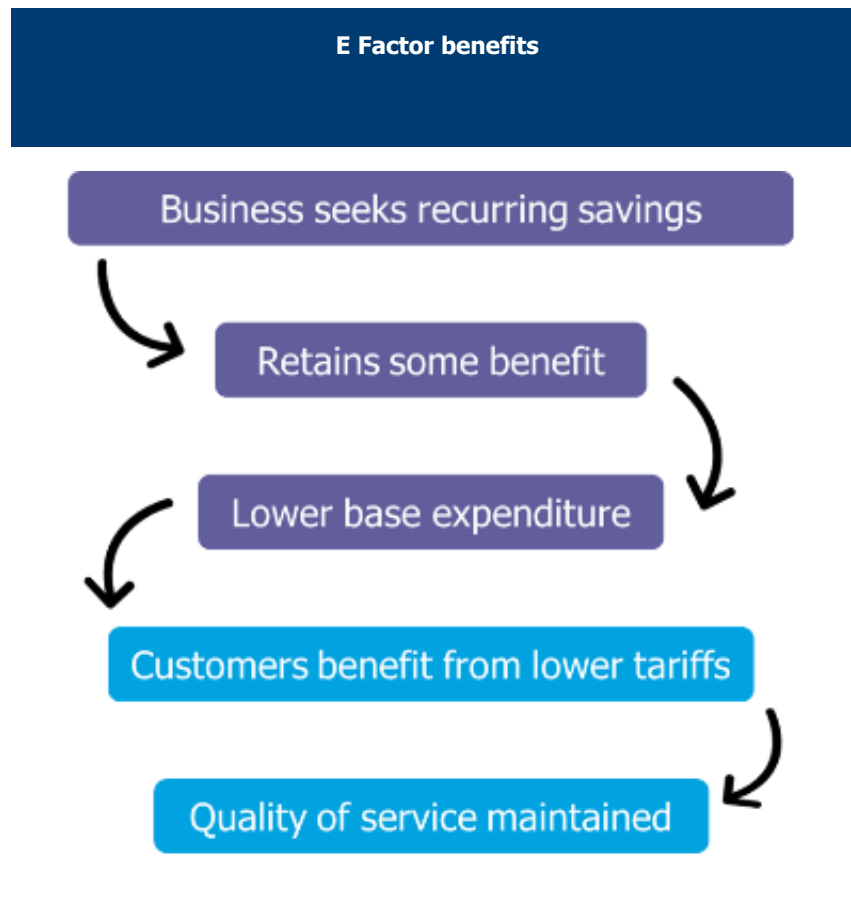 E Factor benefits
Business seeks recurring savings
Retains some benefit
Lower base expenditure
Customers benefit from lower tariffs
Quality of service maintained